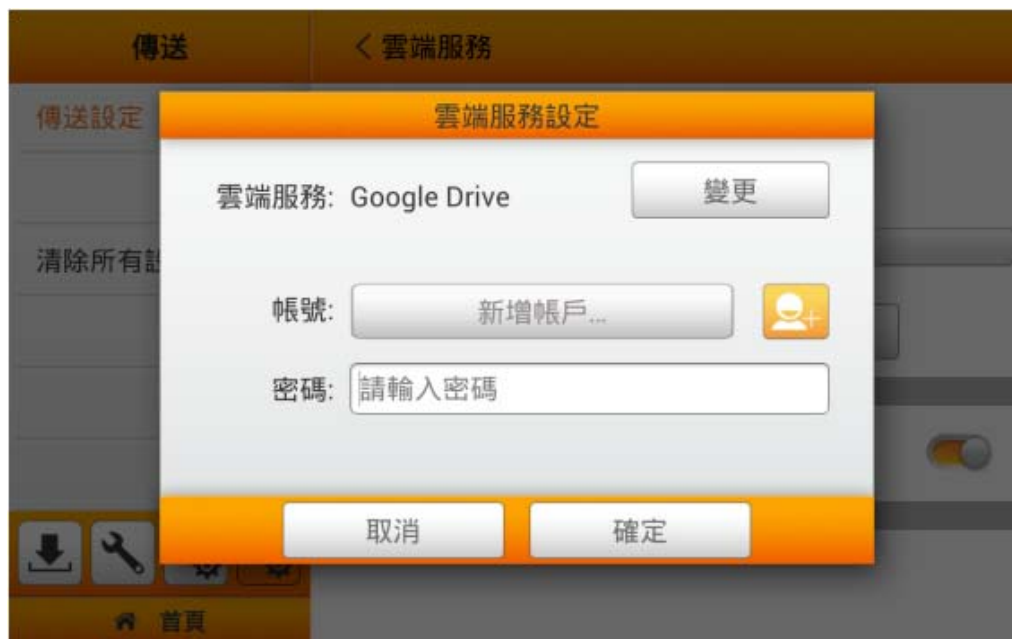 傳送
< 雲端服務
傳送設定
清除所有
雲端服務設定
雲端服務: Google Drive
變更
帳號:
新增帳戶...
密碼:
請輸入密碼
取消
確定
首頁